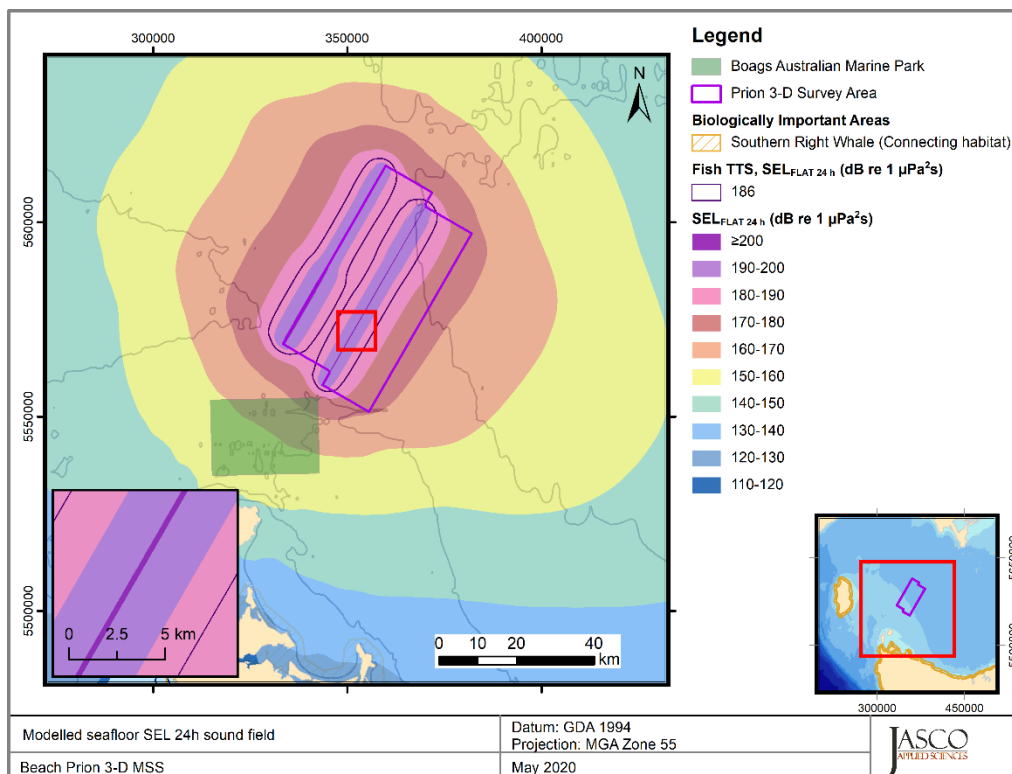 300000
350000
400000
5600000
5550000
5500000
N
0 2.5 5 km
0 10 20 40
km
Legend
Boags Australian Marine Park
Prion 3-D Survey Area
Biologically Important Areas
Southern Right Whale (Connecting habitat)
Fish TTS, SELFLAT 24 h (dB re 1 µPa²s)
186
SELFLAT 24 h (dB re 1 µPa²s)
≥200
190-200
180-190
170-180
160-170
150-160
140-150
130-140
120-130
110-120
5650000
5500000
300000 450000
Modelled seafloor SEL 24h sound field
Datum: GDA 1994
Projection: MGA Zone 55
Beach Prion 3-D MSS
May 2020
JASCO
APPLIED SCIENCES